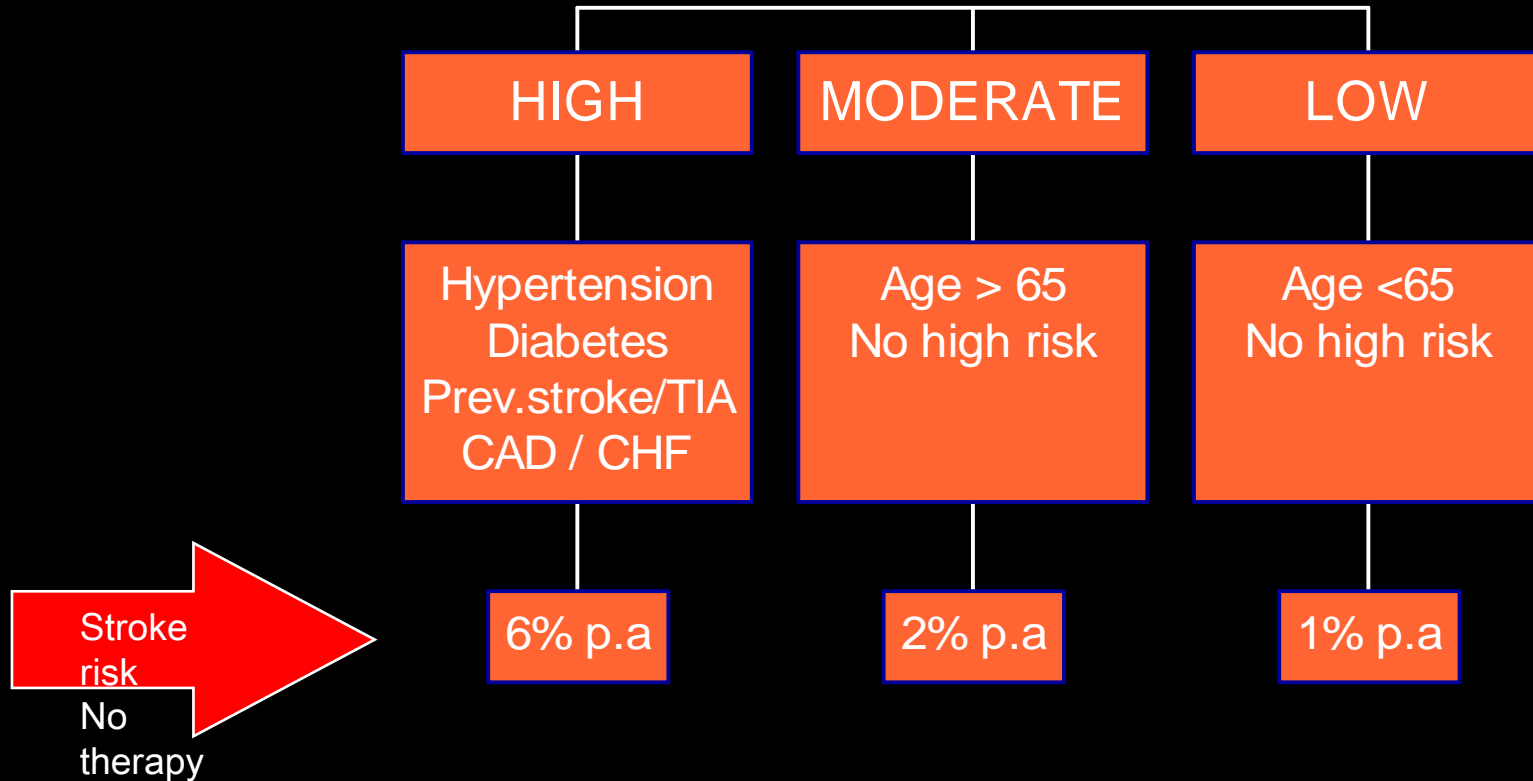 HIGH
MODERATE
LOW
Hypertension
Diabetes
Prev.stroke/TIA
CAD / CHF
Age > 65
No high risk
Age <65
No high risk
Stroke
risk
No
therapy
6% p.a
2% p.a
1% p.a